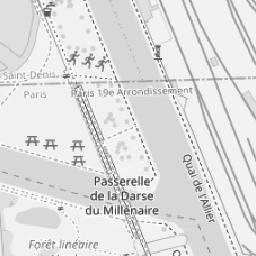 Saint-Denis
Paris
Paris 19e Arrondissement
Quai de l'Allier
Passerelle
de la Darse
du Millénaire
Forêt linéaire